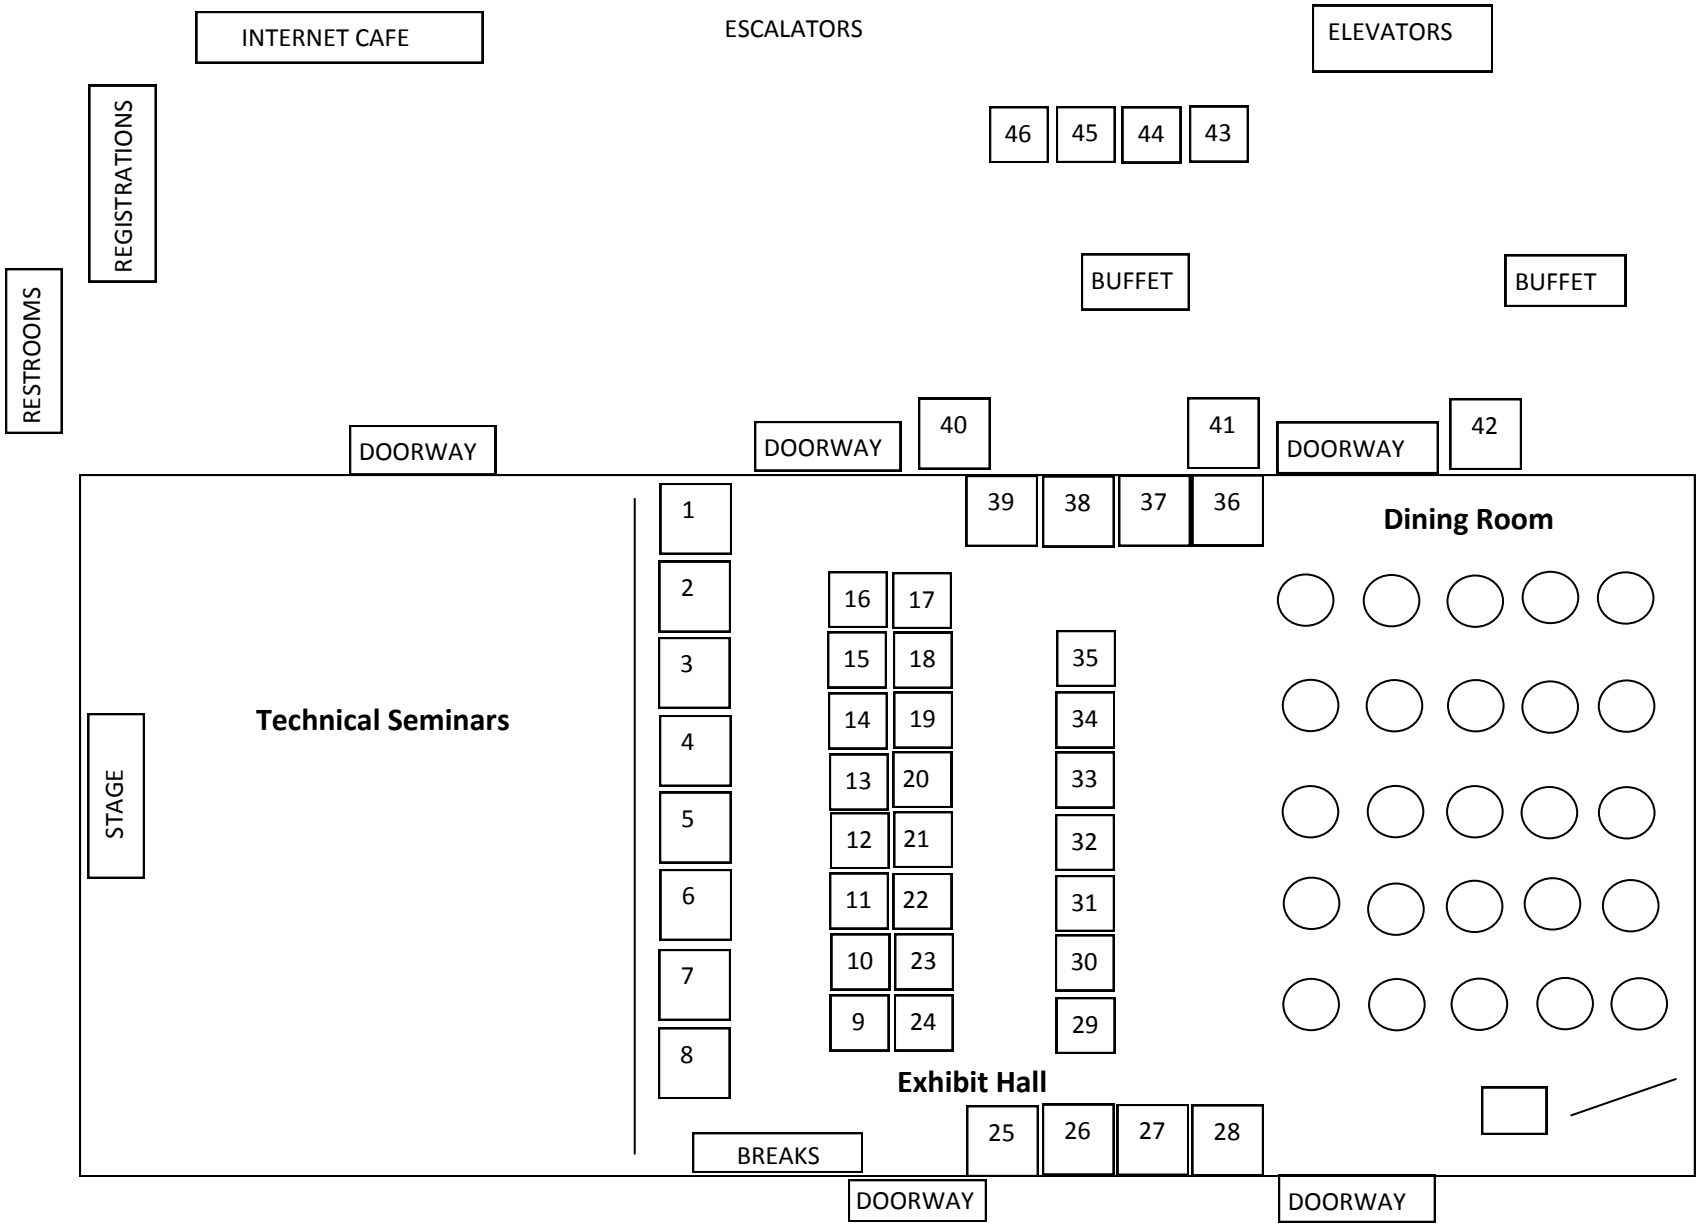 INTERNET CAFE
ESCALATORS
ELEVATORS
REGISTRATIONS
46 45 44 43
RESTROOMS
BUFFET
BUFFET
40
41
42
DOORWAY
DOORWAY
DOORWAY
39 38 37 36
1
Dining Room
2
16 17
3
15 18
35
Technical Seminars
4
14 19
34
STAGE
13 20
33
5
12 21
32
6
11 22
31
7
10 23
30
9 24
29
8
Exhibit Hall
25 26 27 28
BREAKS
DOORWAY
DOORWAY